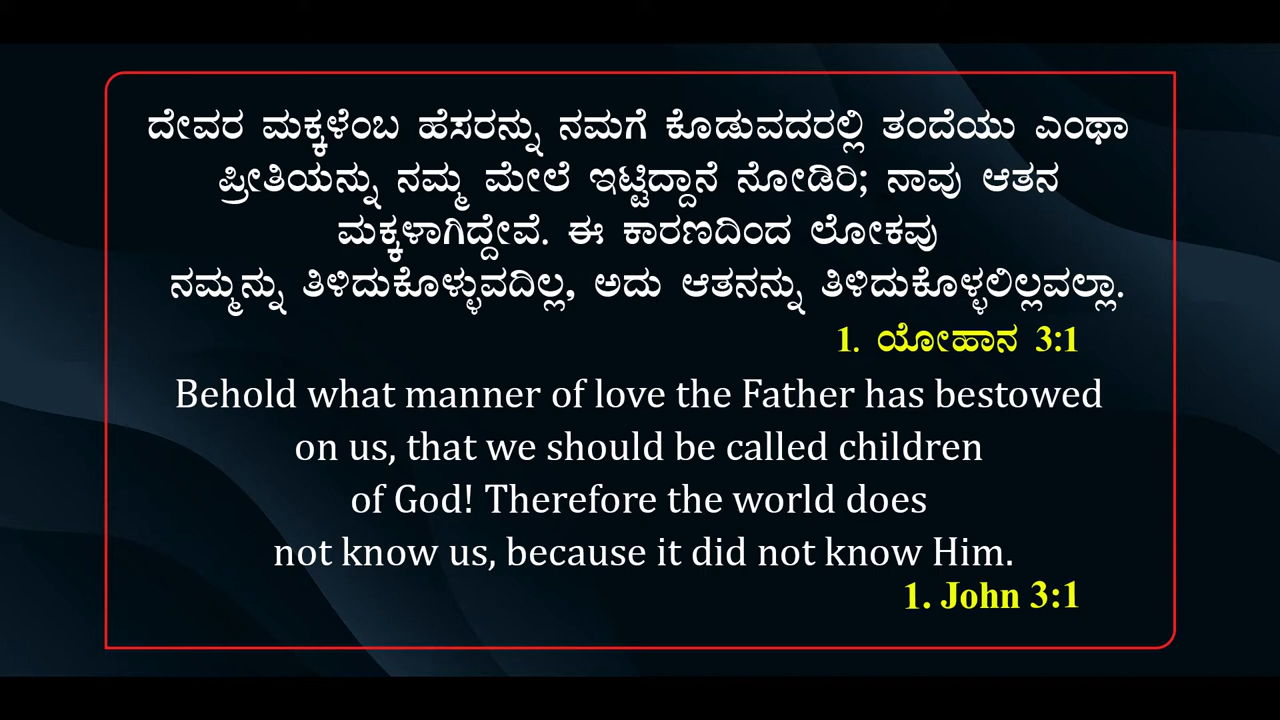 ದೇವರ ಮಕ್ಕಳೆಂಬ ಹೆಸರನ್ನು ನಮಗೆ ಕೊಡುವದರಲ್ಲಿ ತಂದೆಯು ಎಂಥಾ
ಪ್ರೀತಿಯನ್ನು ನಮ್ಮ ಮೇಲೆ ಇಟ್ಟಿದ್ದಾನೆ ನೋಡಿರಿ; ನಾವು ಆತನ
ಮಕ್ಕಳಾಗಿದ್ದೇವೆ. ಈ ಕಾರಣದಿಂದ ಲೋಕವು
ನಮ್ಮನ್ನು ತಿಳಿದುಕೊಳ್ಳುವದಿಲ್ಲ, ಅದು ಆತನನ್ನು ತಿಳಿದುಕೊಳ್ಳಲಿಲ್ಲವಲ್ಲಾ.
1. ಯೋಹಾನ 3:1
Behold what manner of love the Father has bestowed
on us, that we should be called children
of God! Therefore the world does
not know us, because it did not know Him.
1. John 3:1